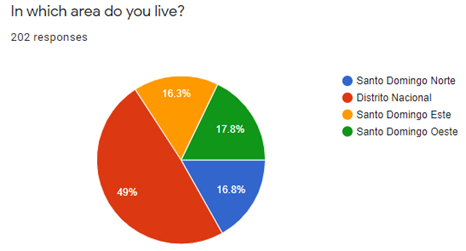 In which area do you live?
202 responses
16.3%
17.8%
49%
16.8%
Santo Domingo Norte
Distrito Nacional
Santo Domingo Este
Santo Domingo Oeste